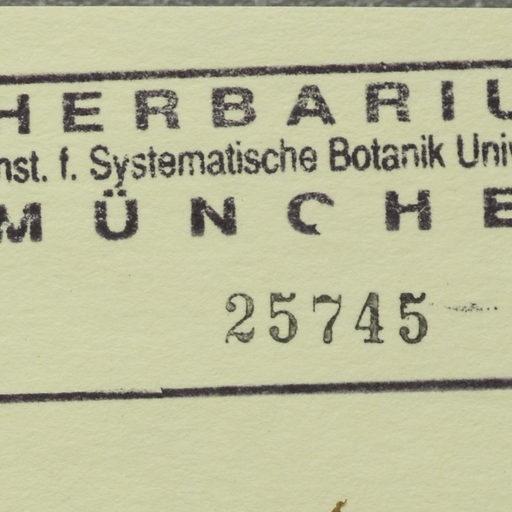 HERBARIU
nst. f. Systematische Botanik Univ
MÜNCHE
25745